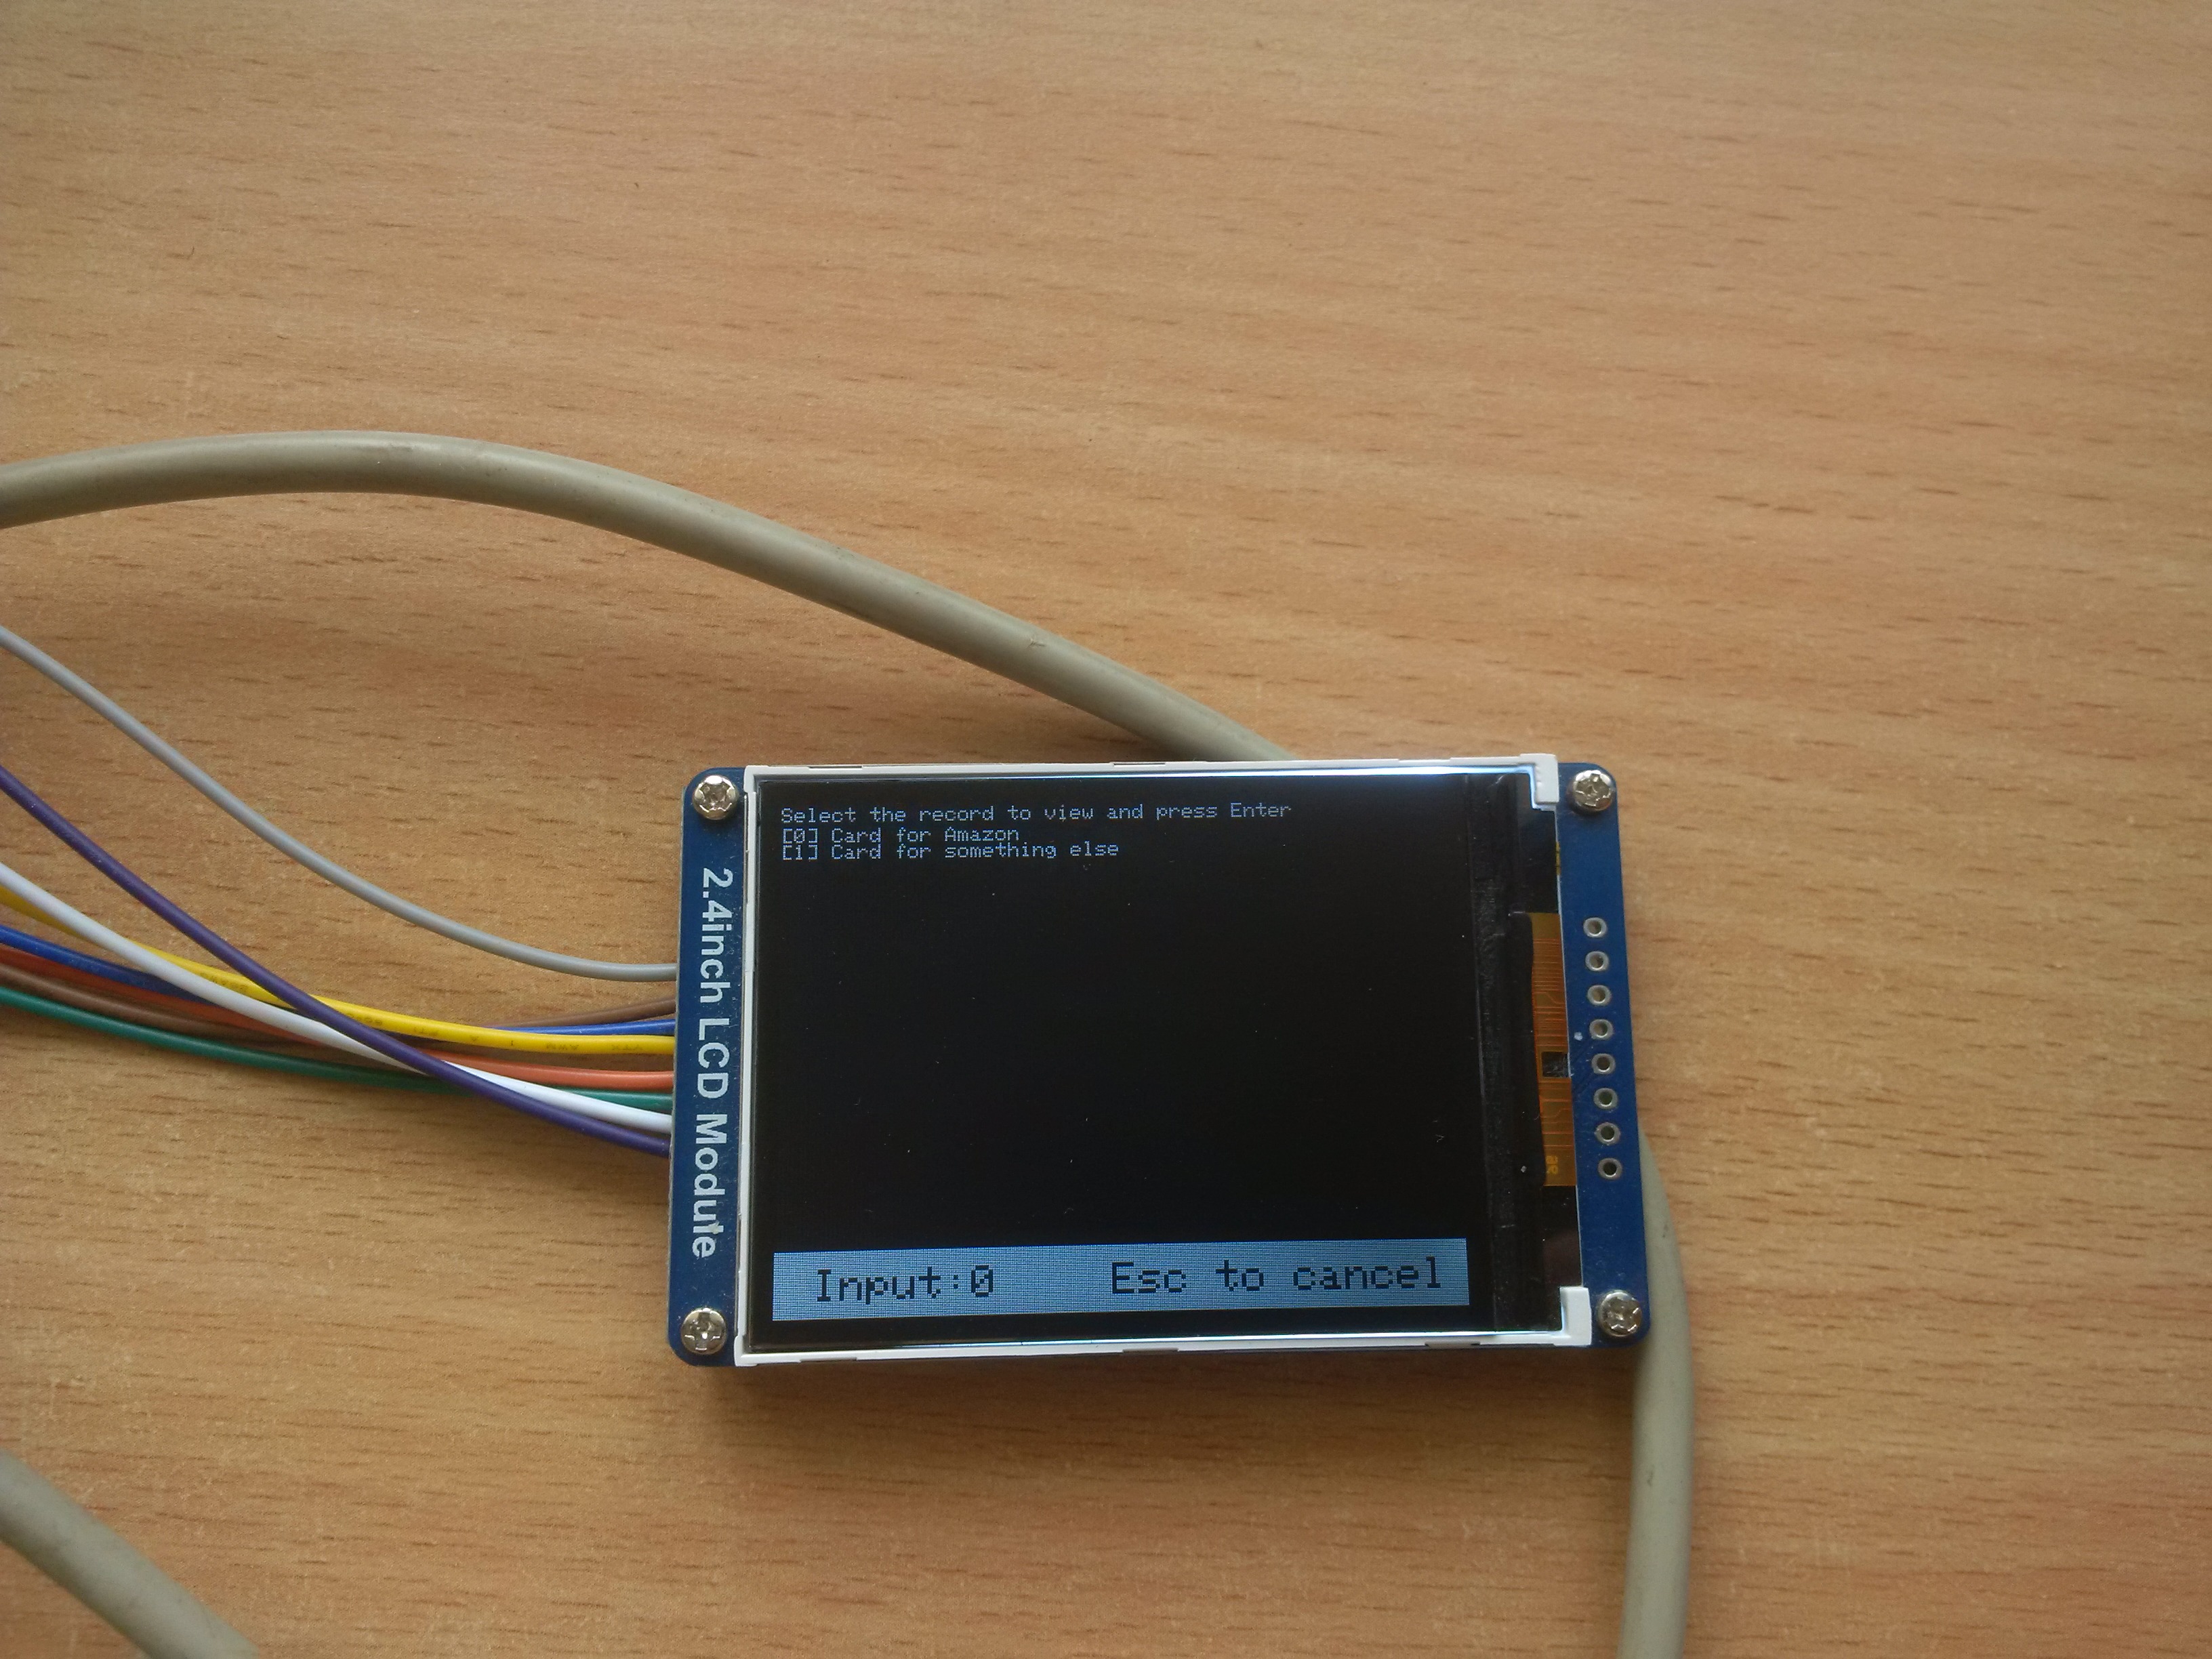 Select the record to view and press Enter
[0] Card for Amazon
[1] Card for something else
Input:0 Esc to cancel
2.4inch LCD Module